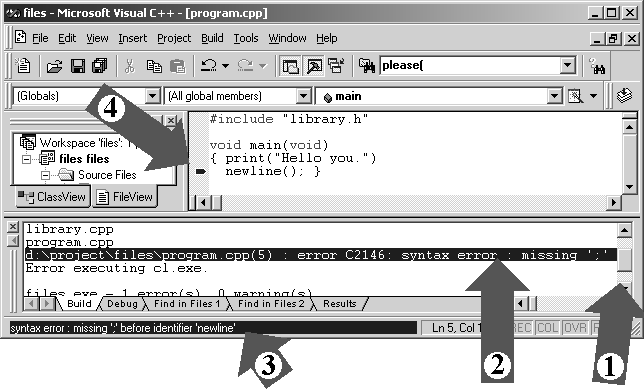 files - Microsoft Visual C++ - [program.cpp]
File Edit View Insert Project Build Tools Window Help
please(
(Globals) (All global members) main
4
#include "library.h"
Workspace 'files': 1
void main(void)
files files
{ print("Hello you.")
Source Files
newline(); }
ClassView FileView
library.cpp
program.cpp
d:\project\files\program.cpp(5) : error C2146: syntax error : missing ';'
Error executing cl.exe.
files.exe - 1 error(s), 0 warning(s)
Build Debug Find in Files 1 Find in Files 2 Results
syntax error : missing ';' before identifier 'newline' Ln 5, Col 1 REC COL OVR
3 2 1